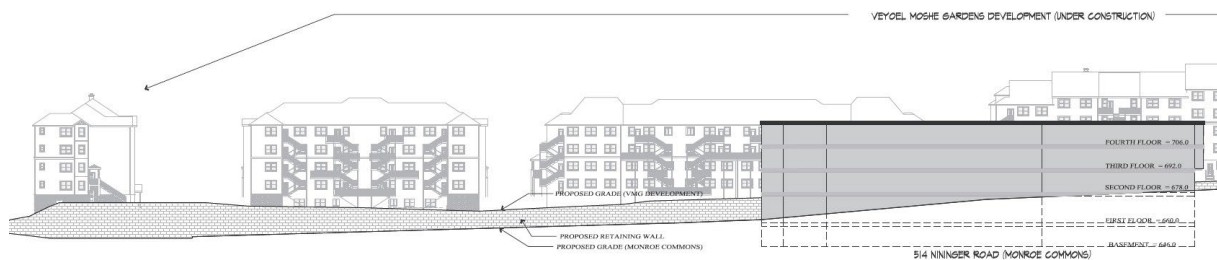 VEYOEL MOSHE GARDENS DEVELOPMENT (UNDER CONSTRUCTION)
FOURTH FLOOR = 706.0
THIRD FLOOR = 692.0
SECOND FLOOR = 678.0
PROPOSED GRADE (VMG DEVELOPMENT)
FIRST FLOOR = 660.0
PROPOSED RETAINING WALL
PROPOSED GRADE (MONROE COMMONS)
BASEMENT = 646.0
514 NININGER ROAD (MONROE COMMONS)